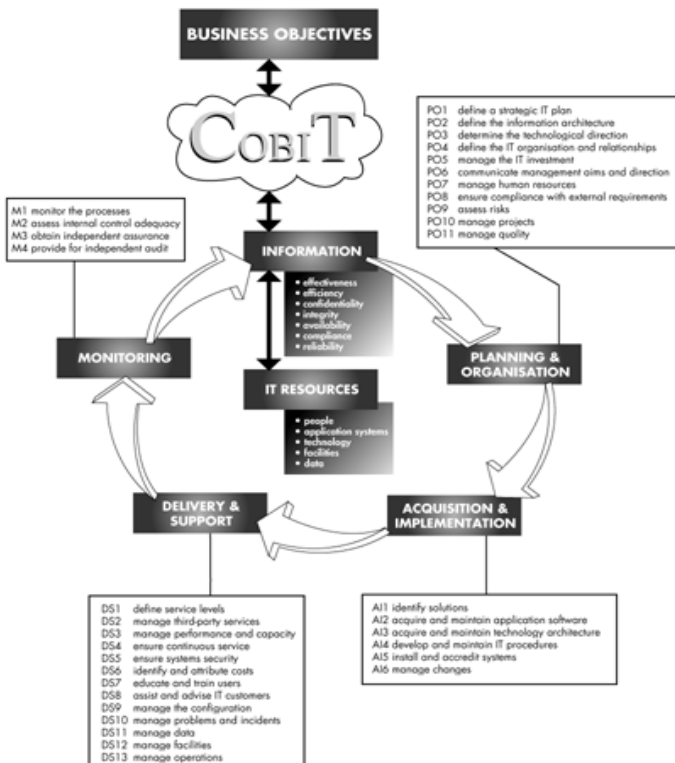 BUSINESS OBJECTIVES
COBIT
PO1 define a strategic IT plan
PO2 define the information architecture
PO3 determine the technological direction
PO4 define the IT organisation and relationships
PO5 manage the IT investment
PO6 communicate management aims and direction
PO7 manage human resources
PO8 ensure compliance with external requirements
PO9 assess risks
PO10 manage projects
PO11 manage quality
M1 monitor the processes
M2 assess internal control adequacy
M3 obtain independent assurance
M4 provide for independent audit
INFORMATION
• effectiveness
• efficiency
• confidentiality
• integrity
• availability
• compliance
• reliability
MONITORING
PLANNING &
ORGANISATION
IT RESOURCES
• people
• application systems
• technology
• facilities
• data
DELIVERY &
SUPPORT
ACQUISITION &
IMPLEMENTATION
DS1 define service levels
DS2 manage third-party services
DS3 manage performance and capacity
DS4 ensure continuous service
DS5 ensure systems security
DS6 identify and attribute costs
DS7 educate and train users
DS8 assist and advise IT customers
DS9 manage the configuration
DS10 manage problems and incidents
DS11 manage data
DS12 manage facilities
DS13 manage operations
AI1 identify solutions
AI2 acquire and maintain application software
AI3 acquire and maintain technology architecture
AI4 develop and maintain IT procedures
AI5 install and accredit systems
AI6 manage changes